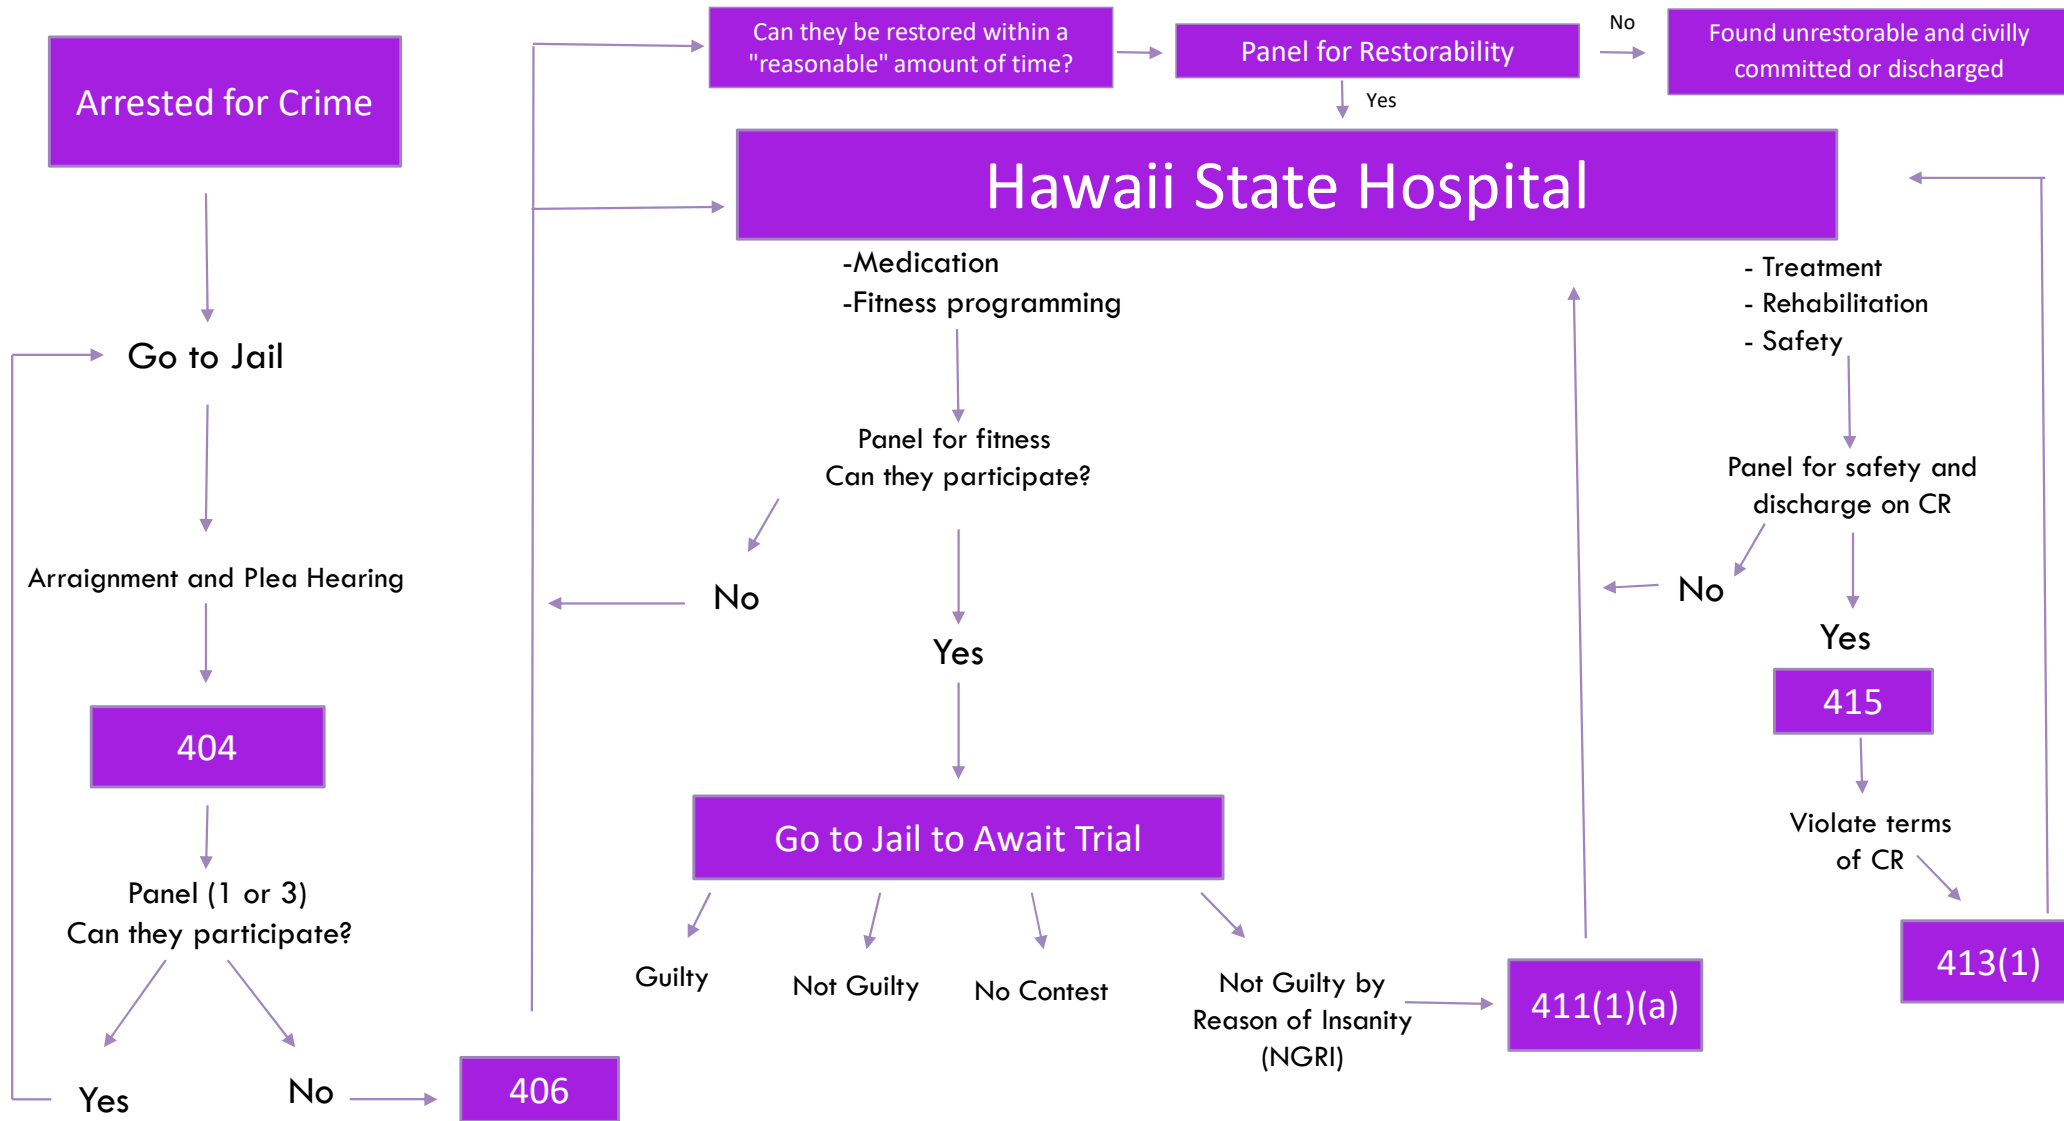 Arrested for Crime
Go to Jail
Arraignment and Plea Hearing
404
Panel (1 or 3)
Can they participate?
Yes
No
406
Can they be restored within a
"reasonable" amount of time?
Panel for Restorability
No
Yes
Found unrestorable and civilly
committed or discharged
Hawaii State Hospital
-Medication
-Fitness programming
Panel for fitness
Can they participate?
No
Yes
Go to Jail to Await Trial
Guilty
Not Guilty
No Contest
Not Guilty by
Reason of Insanity
(NGRI)
411(1)(a)
- Treatment
- Rehabilitation
- Safety
Panel for safety and
discharge on CR
No
Yes
415
Violate terms
of CR
413(1)